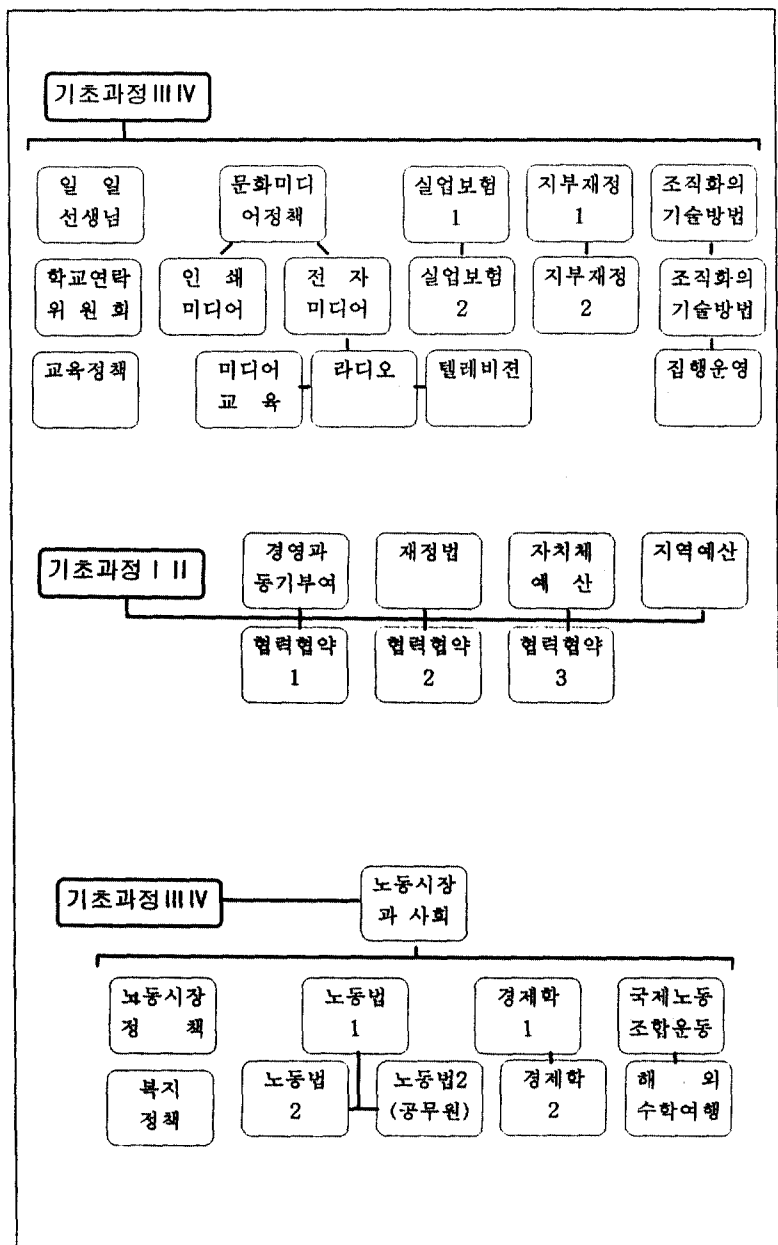 기초과정 III IV
일 일
선생님
문화미디
어정책
실업보험
1
지부재정
1
조직화의
기술방법
학교연락
위 원 회
인 쇄
미디어
전 자
미디어
실업보험
2
지부재정
2
조직화의
기술방법
교육정책
미디어
교 육
라디오
텔레비젼
집행운영
기초과정 I II
경영과
동기부여
재정법
자치체
예 산
지역예산
협력협약
1
협력협약
2
협력협약
3
기초과정 III IV
노동시장
과 사회
노동시장
정 책
노동법
1
경제학
1
국제노동
조합운동
복지
정책
노동법
2
노동법2
(공무원)
경제학
2
해 외
수학여행